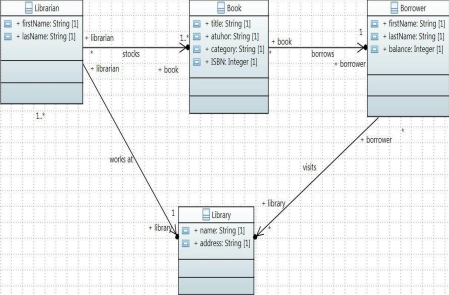 Librarian
+ firstName: String [1]
+ lasName: String [1]
Book
+ title: String [1]
+ atuhor: String [1]
+ category: String [1]
+ ISBN: Integer [1]
Borrower
+ firstName: String [1]
+ lastName: String [1]
+ balance: Integer [1]
+ librarian
*
stocks
1..*
+ book
+ book
*
borrows
1
+ borrower
+ librarian
1..*
works at
1
+ library
+ borrower
*
visits
+ library
*
Library
+ name: String [1]
+ address: String [1]